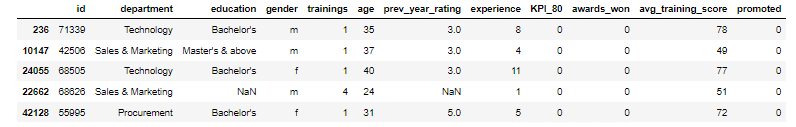 id department education gender trainings age prev_year_rating experience KPI_80 awards_won avg_training_score promoted
236 71339 Technology Bachelor's m 1 35 3.0 8 0 0 78 0
10147 42506 Sales & Marketing Master's & above m 1 37 3.0 4 0 0 49 0
24055 68505 Technology Bachelor's f 1 40 3.0 11 0 0 77 0
22662 68626 Sales & Marketing NaN m 4 24 NaN 1 0 0 51 0
42128 55995 Procurement Bachelor's f 1 31 5.0 5 0 0 72 0